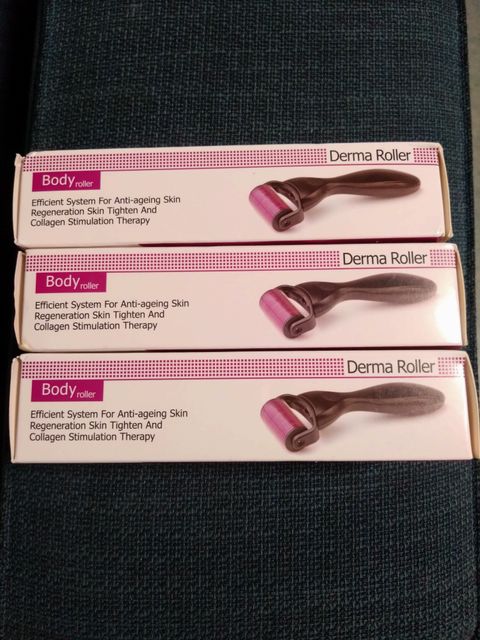 Derma Roller
Body roller
Efficient System For Anti-ageing Skin
Regeneration Skin Tighten And
Collagen Stimulation Therapy
Derma Roller
Body roller
Efficient System For Anti-ageing Skin
Regeneration Skin Tighten And
Collagen Stimulation Therapy
Derma Roller
Body roller
Efficient System For Anti-ageing Skin
Regeneration Skin Tighten And
Collagen Stimulation Therapy